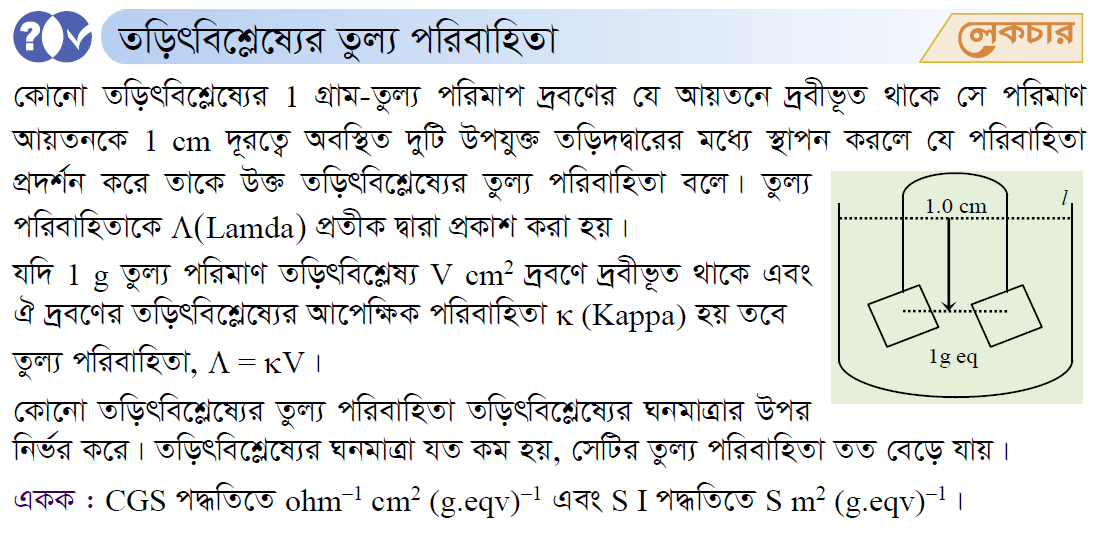 তড়িৎবিশ্লেষ্যের তুল্য পরিবাহিতা
লেকচার
কোনো তড়িৎবিশ্লেষ্যের 1 গ্রাম-তুল্য পরিমাপ দ্রবণের যে আয়তনে দ্রবীভূত থাকে সে পরিমাণ
আয়তনকে 1 cm দূরত্বে অবস্থিত দুটি উপযুক্ত তড়িদদ্বারের মধ্যে স্থাপন করলে যে পরিবাহিতা
প্রদর্শন করে তাকে উক্ত তড়িৎবিশ্লেষ্যের তুল্য পরিবাহিতা বলে। তুল্য
পরিবাহিতাকে Λ(Lamda) প্রতীক দ্বারা প্রকাশ করা হয়।
যদি 1 g তুল্য পরিমাণ তড়িৎবিশ্লেষ্য V cm² দ্রবণে দ্রবীভূত থাকে এবং
ঐ দ্রবণের তড়িৎবিশ্লেষ্যের আপেক্ষিক পরিবাহিতা κ (Kappa) হয় তবে
তুল্য পরিবাহিতা, Λ = κV।
1.0 cm
l
1g eq
কোনো তড়িৎবিশ্লেষ্যের তুল্য পরিবাহিতা তড়িৎবিশ্লেষ্যের ঘনমাত্রার উপর
নির্ভর করে। তড়িৎবিশ্লেষ্যের ঘনমাত্রা যত কম হয়, সেটির তুল্য পরিবাহিতা তত বেড়ে যায়।
একক : CGS পদ্ধতিতে ohm⁻¹ cm² (g.eqv)⁻¹ এবং S I পদ্ধতিতে S m² (g.eqv)⁻¹।